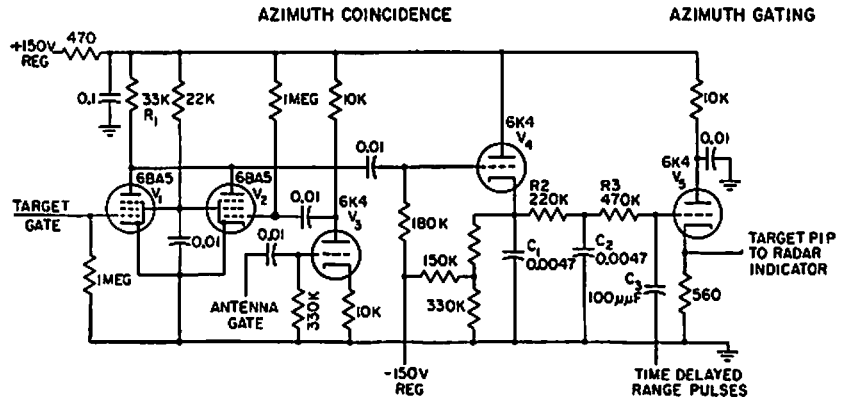 AZIMUTH COINCIDENCE
AZIMUTH GATING
+150V
REG
470
0.1
33K
R1
22K
1MEG
10K
6K4
V4
10K
0.01
6K4
V5
0.01
6BA5
V1
6BA5
V2
0.01
6K4
V3
R2
220K
R3
470K
TARGET
GATE
0.01
0.01
180K
150K
C1
0.0047
C2
0.0047
C3
100μμF
TARGET PIP
TO RADAR
INDICATOR
1MEG
ANTENNA
GATE
330K
10K
330K
560
-150V
REG
TIME DELAYED
RANGE PULSES